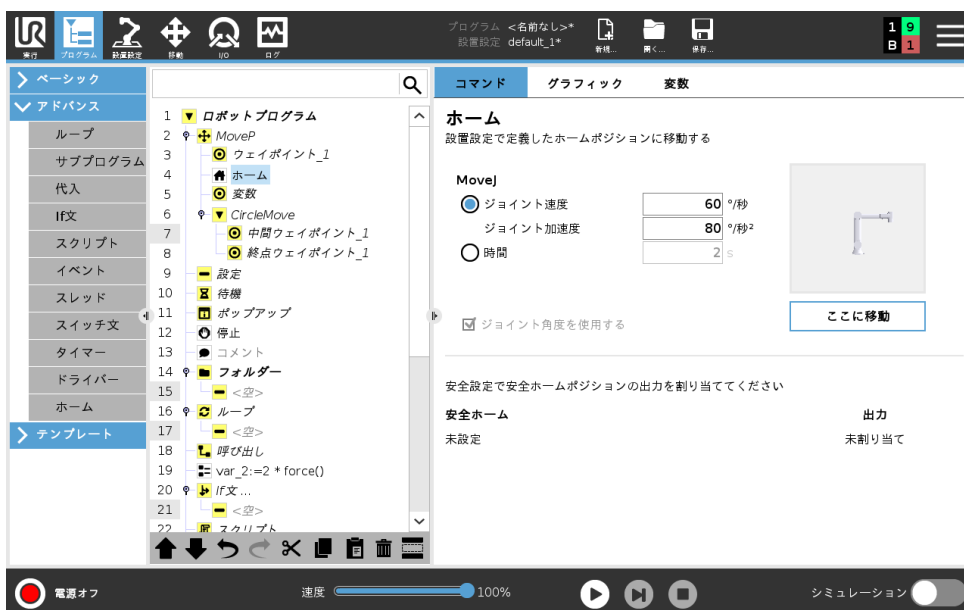 UR
実行
プログラム
設置設定
移動
I/O
ログ
プログラム <名前なし>*
設置設定 default_1*
新規...
開く...
保存...
1 9
B 1
ベーシック
アドバンス
ループ
サブプログラム
代入
If文
スクリプト
イベント
スレッド
スイッチ文
タイマー
ドライバー
ホーム
テンプレート
1 ロボットプログラム
2 MoveP
3 ウェイポイント_1
4 ホーム
5 変数
6 CircleMove
7 中間ウェイポイント_1
8 終点ウェイポイント_1
9 設定
10 待機
11 ポップアップ
12 停止
13 コメント
14 フォルダー
15 <空>
16 ループ
17 <空>
18 呼び出し
19 var_2:=2 * force()
20 If文...
21 <空>
22 スクリプト
コマンド グラフィック 変数
ホーム
設置設定で定義したホームポジションに移動する
MoveJ
ジョイント速度 60 °/秒
ジョイント加速度 80 °/秒²
時間 2 s
ジョイント角度を使用する
ここに移動
安全設定で安全ホームポジションの出力を割り当ててください
安全ホーム 出力
未設定 未割り当て
電源オフ
速度 100%
シミュレーション